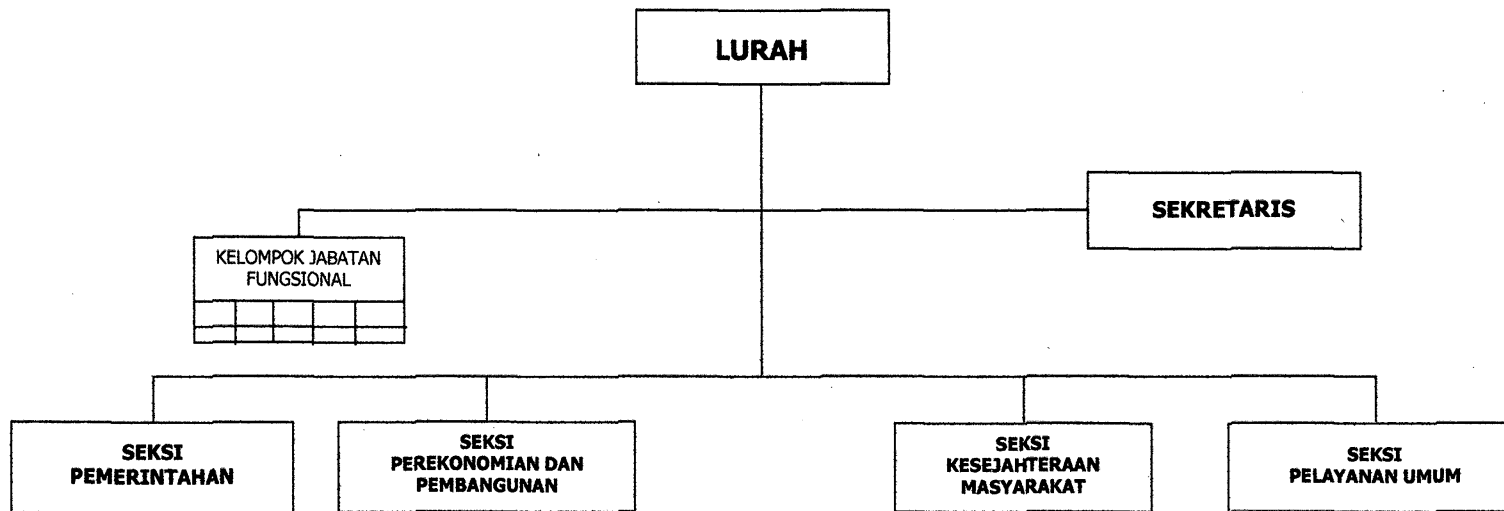 LURAH
SEKRETARIS
KELOMPOK JABATAN
FUNGSIONAL
SEKSI
PEMERINTAHAN
SEKSI
PEREKONOMIAN DAN
PEMBANGUNAN
SEKSI
KESEJAHTERAAN
MASYARAKAT
SEKSI
PELAYANAN UMUM